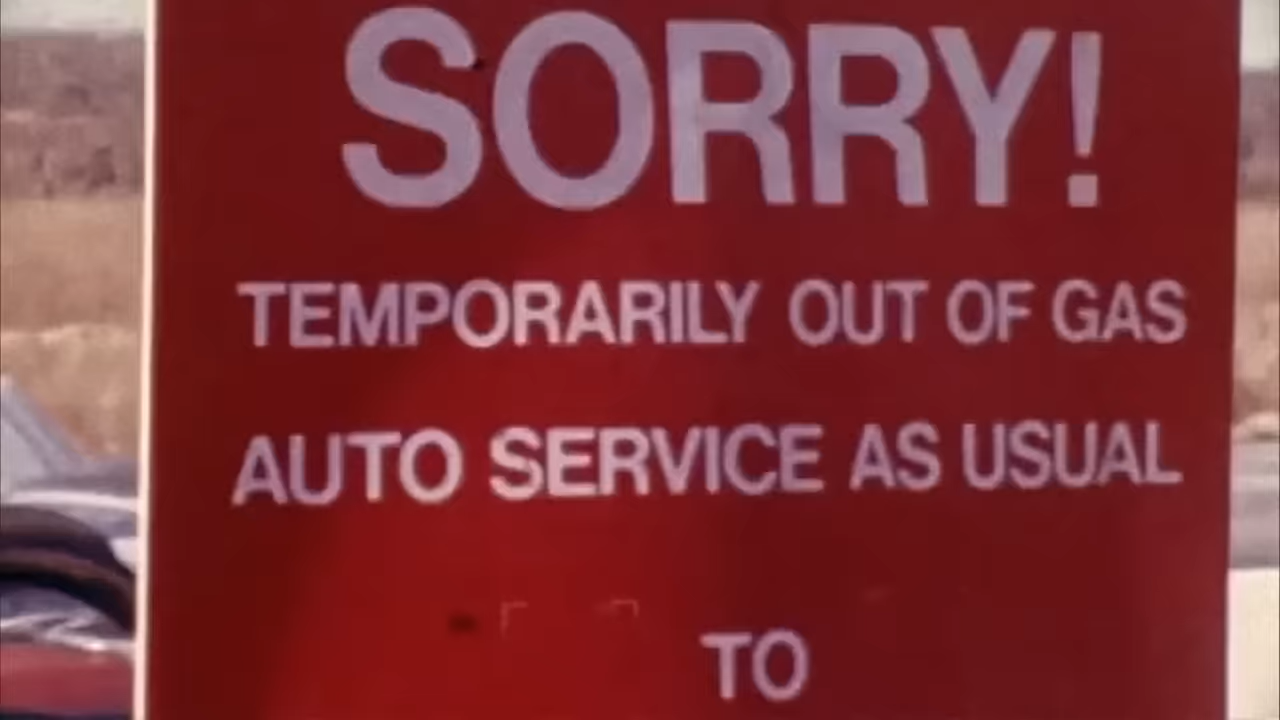 SORRY!
TEMPORARILY OUT OF GAS
AUTO SERVICE AS USUAL
TO